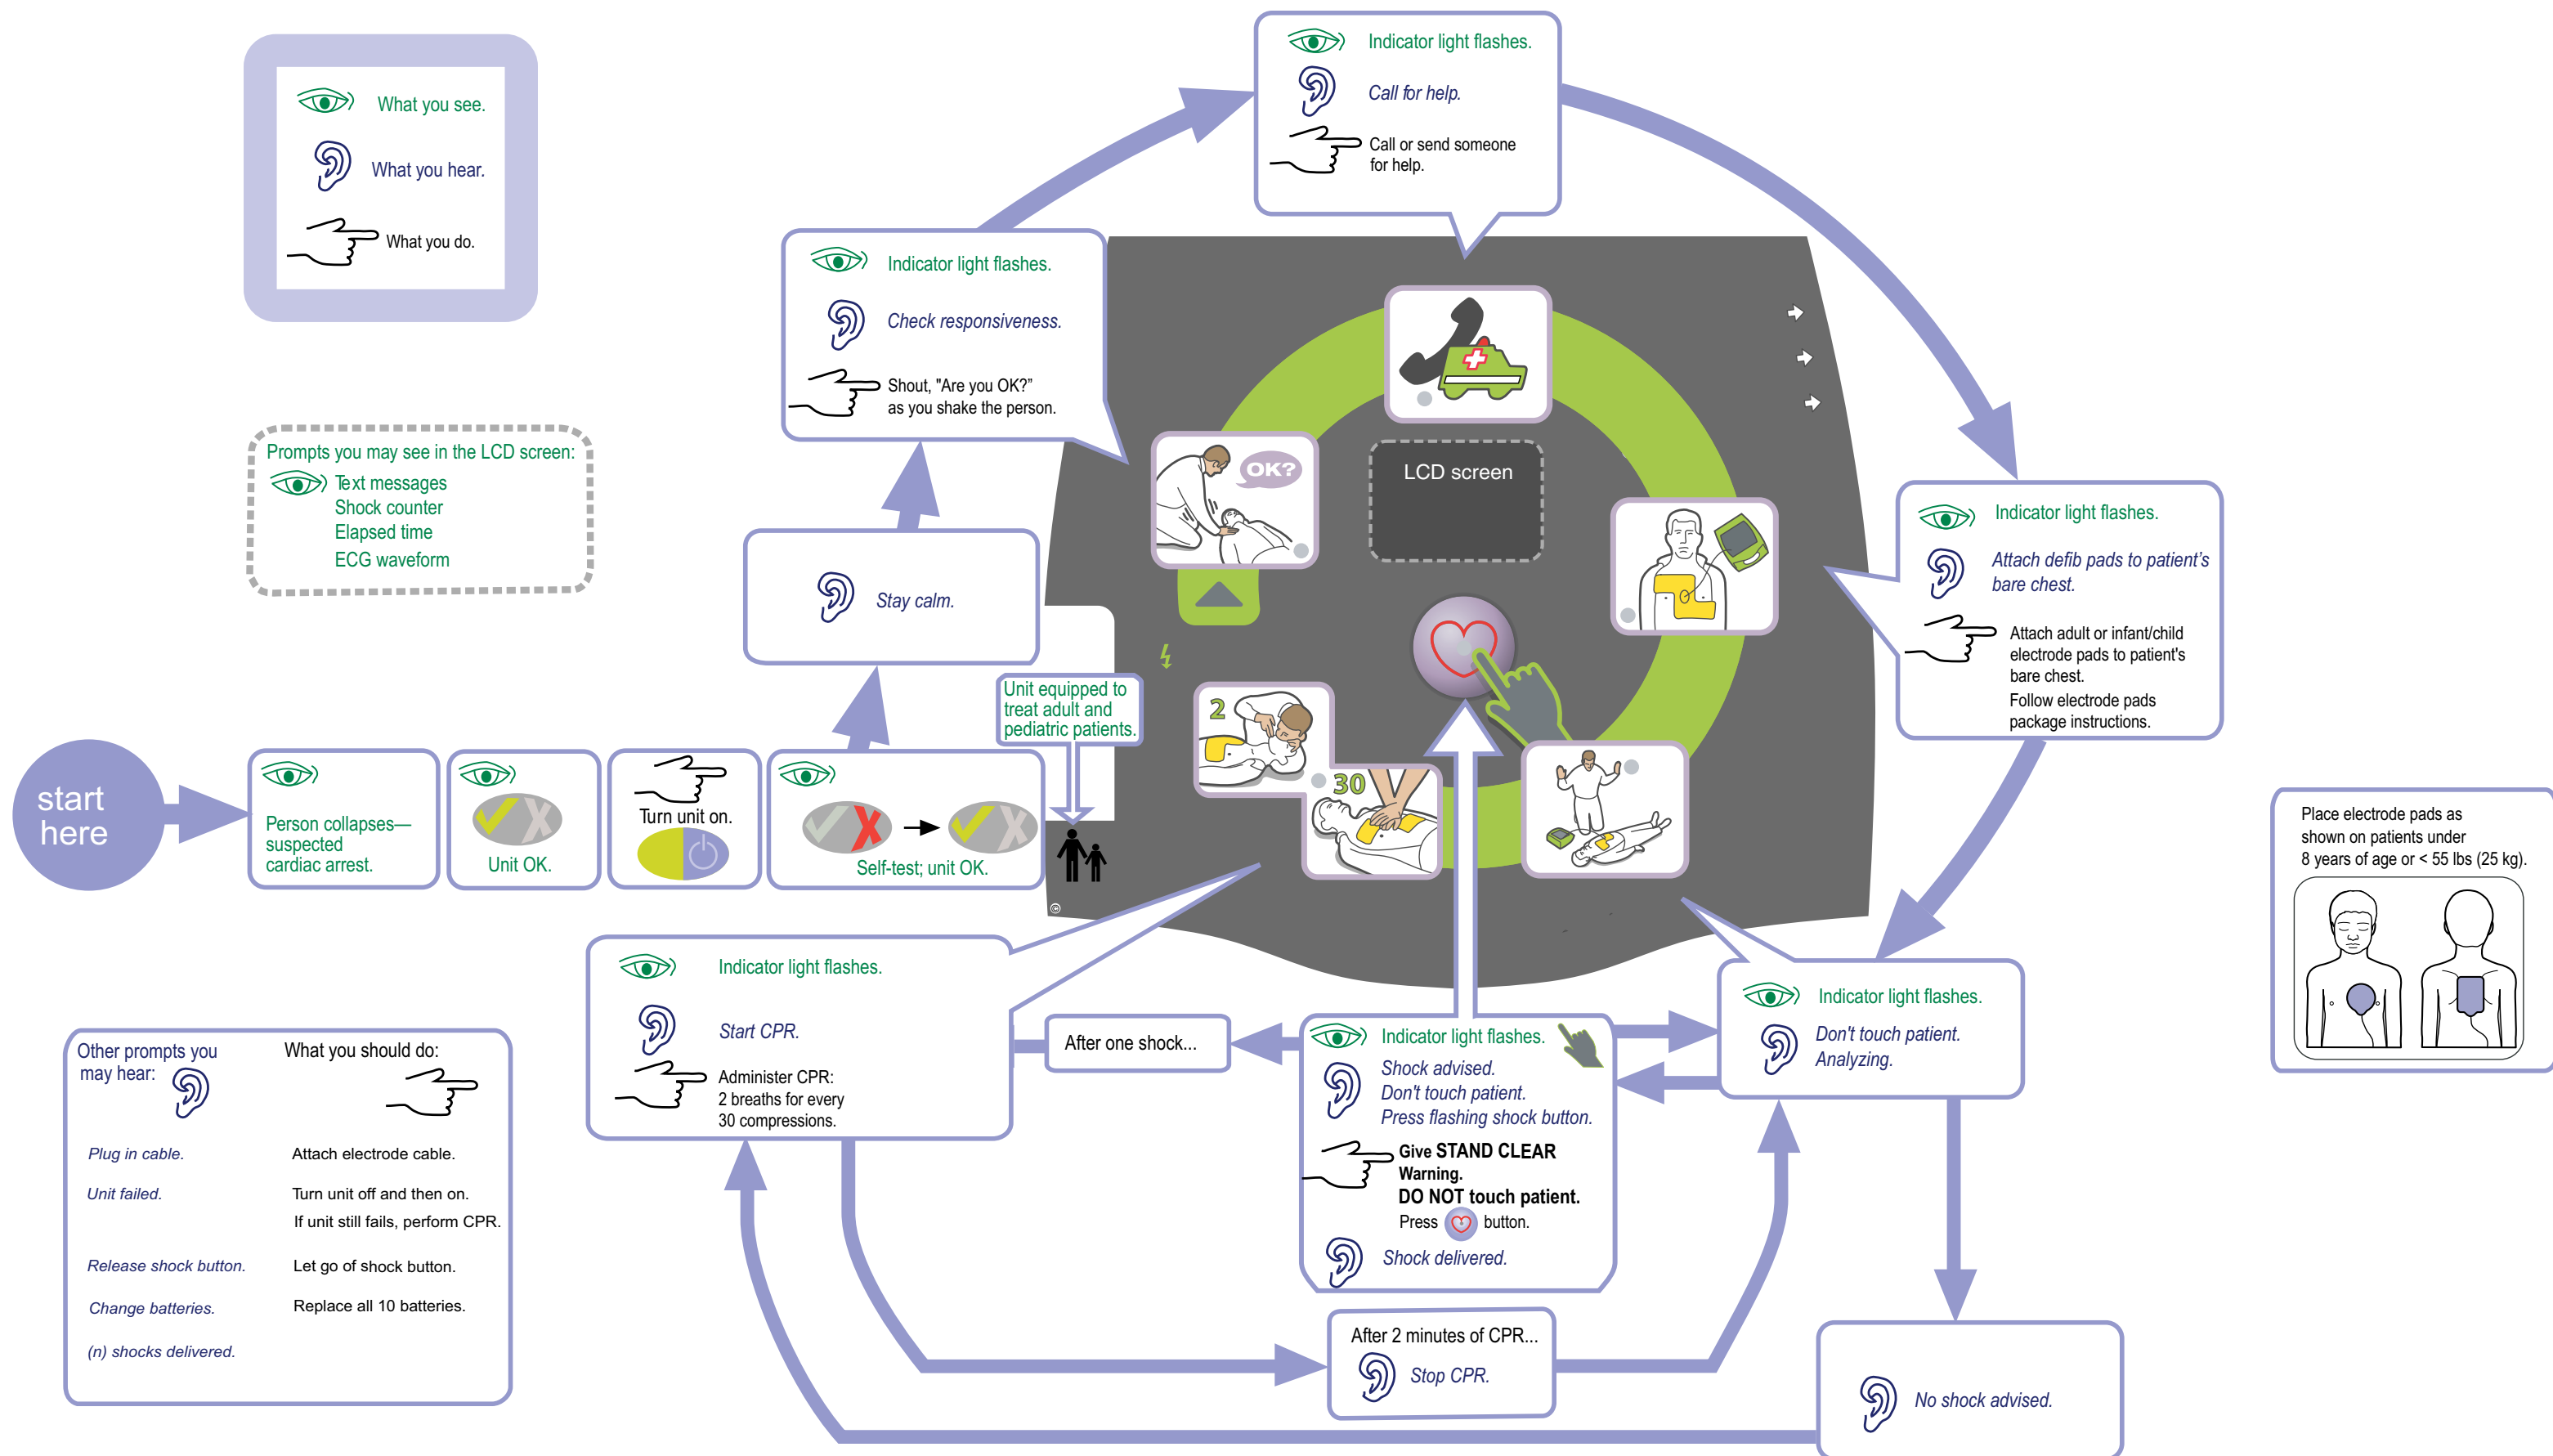 What you see.
What you hear.
What you do.
Prompts you may see in the LCD screen:
Text messages
Shock counter
Elapsed time
ECG waveform
start
here
Person collapses—
suspected
cardiac arrest.
Unit OK.
Turn unit on.
Self-test; unit OK.
Unit equipped to
treat adult and
pediatric patients.
Stay calm.
Indicator light flashes.
Check responsiveness.
Shout, "Are you OK?”
as you shake the person.
Indicator light flashes.
Call for help.
Call or send someone
for help.
OK?
LCD screen
2
30
Indicator light flashes.
Attach defib pads to patient’s
bare chest.
Attach adult or infant/child
electrode pads to patient's
bare chest.
Follow electrode pads
package instructions.
Place electrode pads as
shown on patients under
8 years of age or < 55 lbs (25 kg).
Indicator light flashes.
Don't touch patient.
Analyzing.
Indicator light flashes.
Shock advised.
Don't touch patient.
Press flashing shock button.
Give STAND CLEAR
Warning.
DO NOT touch patient.
Press button.
Shock delivered.
After one shock...
Indicator light flashes.
Start CPR.
Administer CPR:
2 breaths for every
30 compressions.
After 2 minutes of CPR...
Stop CPR.
No shock advised.
Other prompts you
may hear:
What you should do:
Plug in cable.
Attach electrode cable.
Unit failed.
Turn unit off and then on.
If unit still fails, perform CPR.
Release shock button.
Let go of shock button.
Change batteries.
Replace all 10 batteries.
(n) shocks delivered.